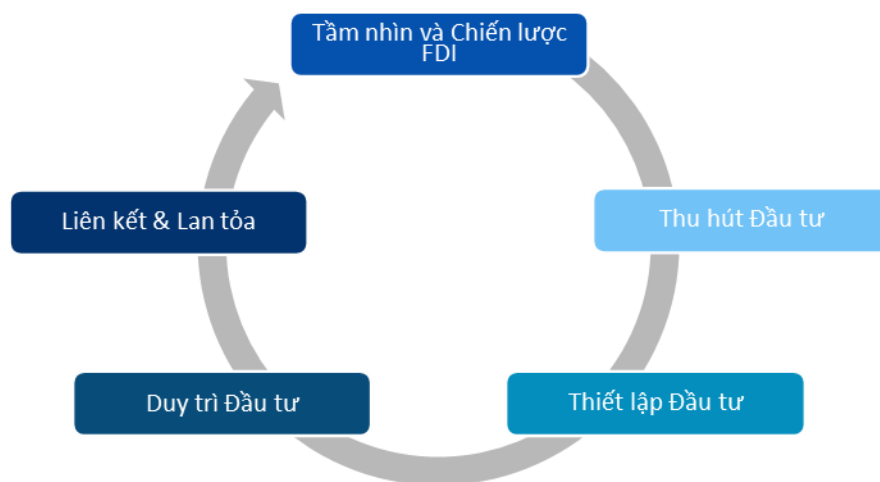 Tầm nhìn và Chiến lược
FDI
Thu hút Đầu tư
Thiết lập Đầu tư
Duy trì Đầu tư
Liên kết & Lan tỏa